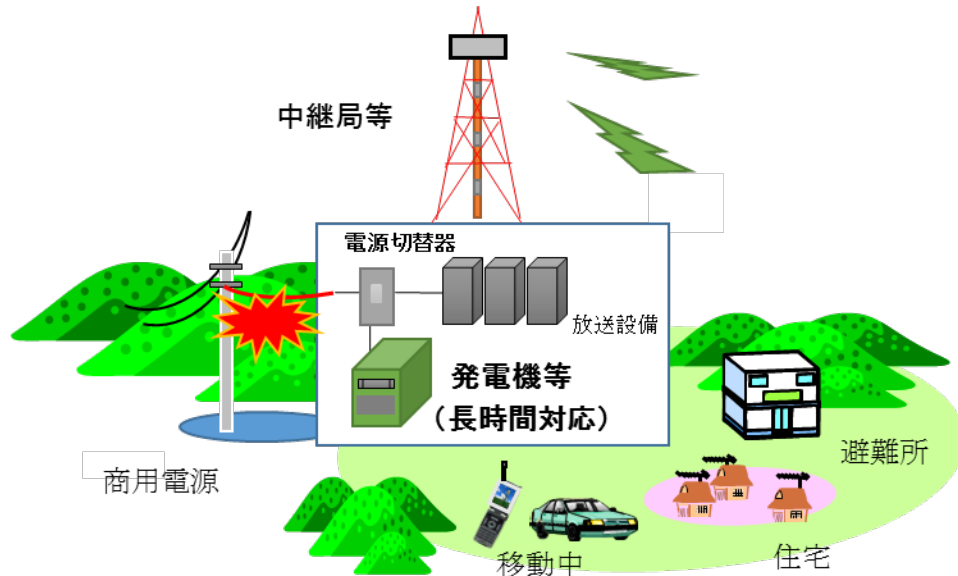 中継局等
電源切替器
放送設備
発電機等
（長時間対応）
避難所
商用電源
住宅
移動中